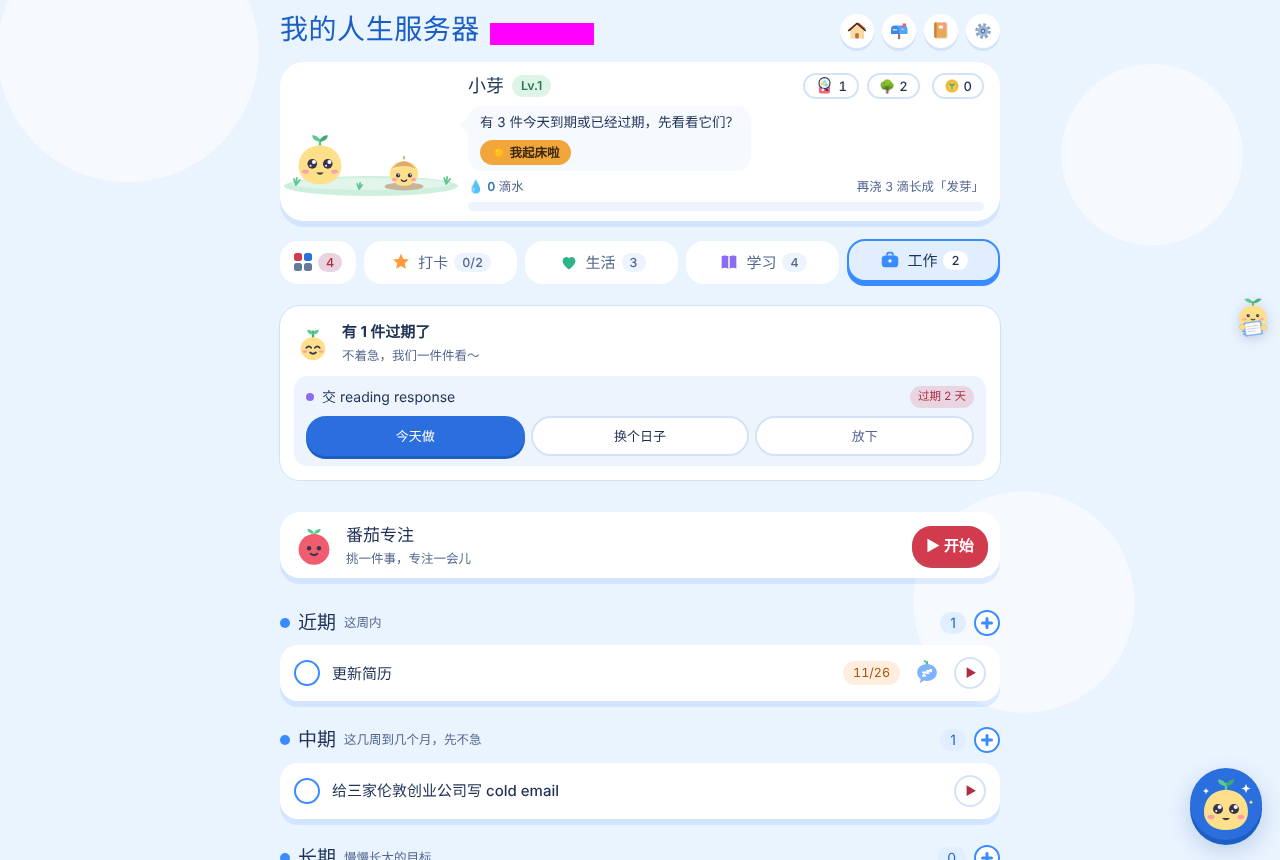 我的人生服务器
小芽 Lv.1 1 2 0
有 3 件今天到期或已经过期，先看看它们？
我起床啦
0 滴水 再浇 3 滴长成「发芽」
4 打卡 0/2 生活 3 学习 4 工作 2
有 1 件过期了
不着急，我们一件件看～
交 reading response 过期 2 天
今天做 换个日子 放下
番茄专注
挑一件事，专注一会儿
开始
近期 这周内 1
更新简历 11/26
中期 这几周到几个月，先不急 1
给三家伦敦创业公司写 cold email
长期 慢慢长大的目标 0